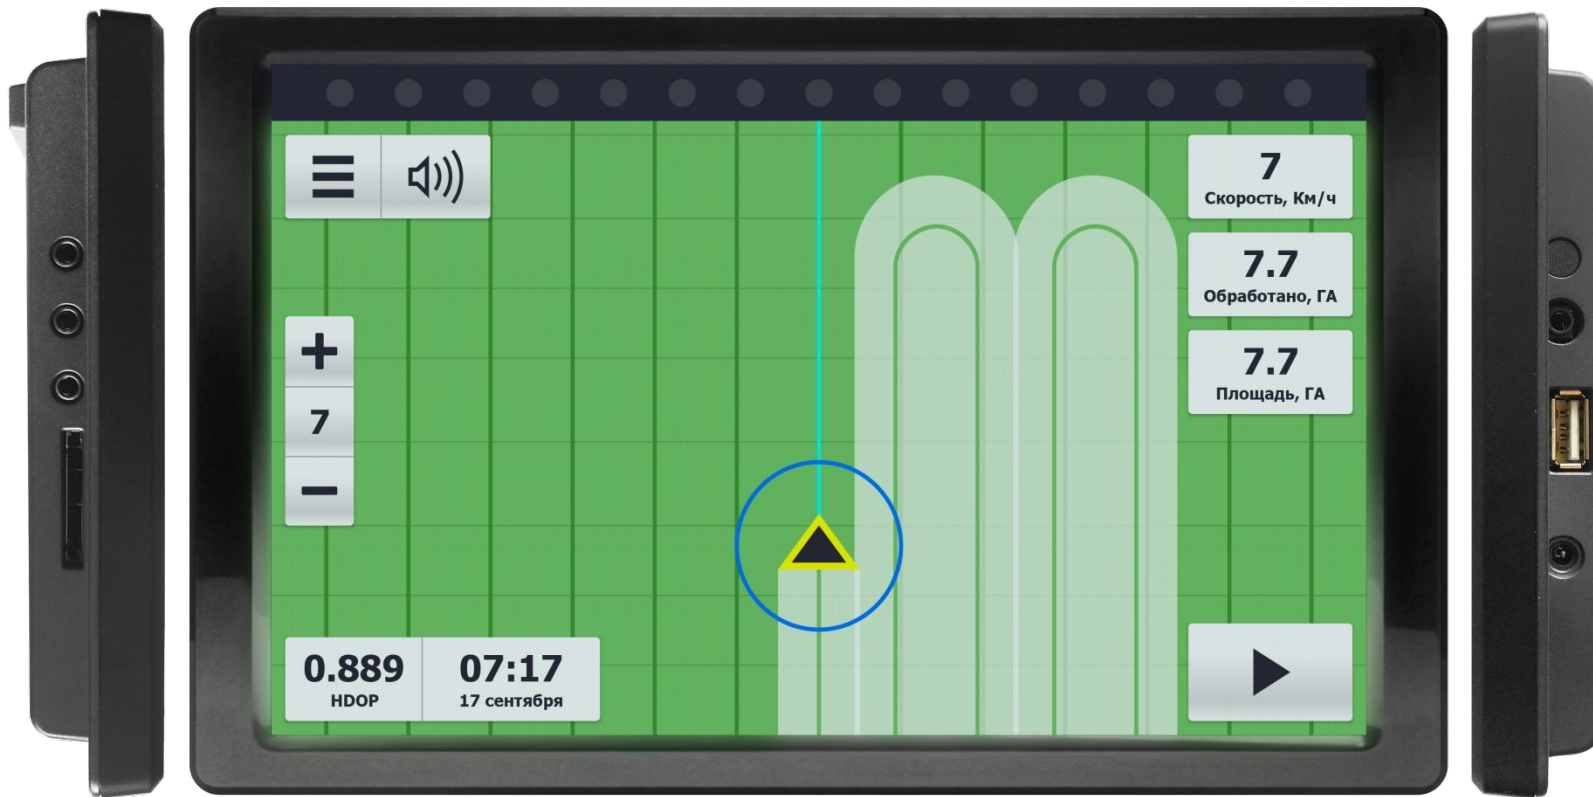 7
Скорость, Км/ч
7.7
Обработано, ГА
7.7
Площадь, ГА
+
7
−
0.889
HDOP
07:17
17 сентября